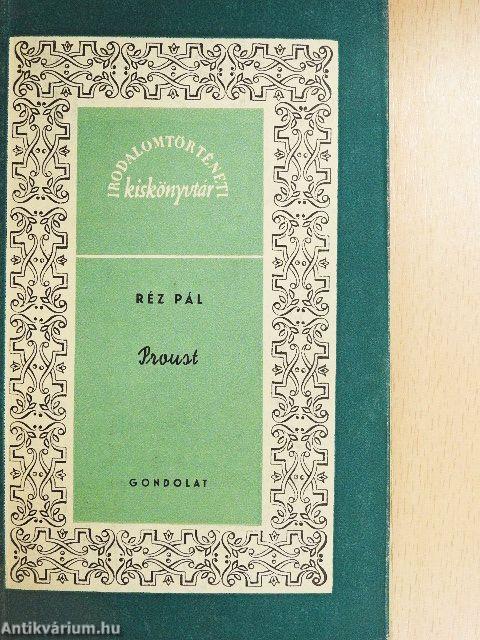 IRODALOMTÖRTÉNETI
kiskönyvtár
RÉZ PÁL
Proust
GONDOLAT
Antikvárium.hu